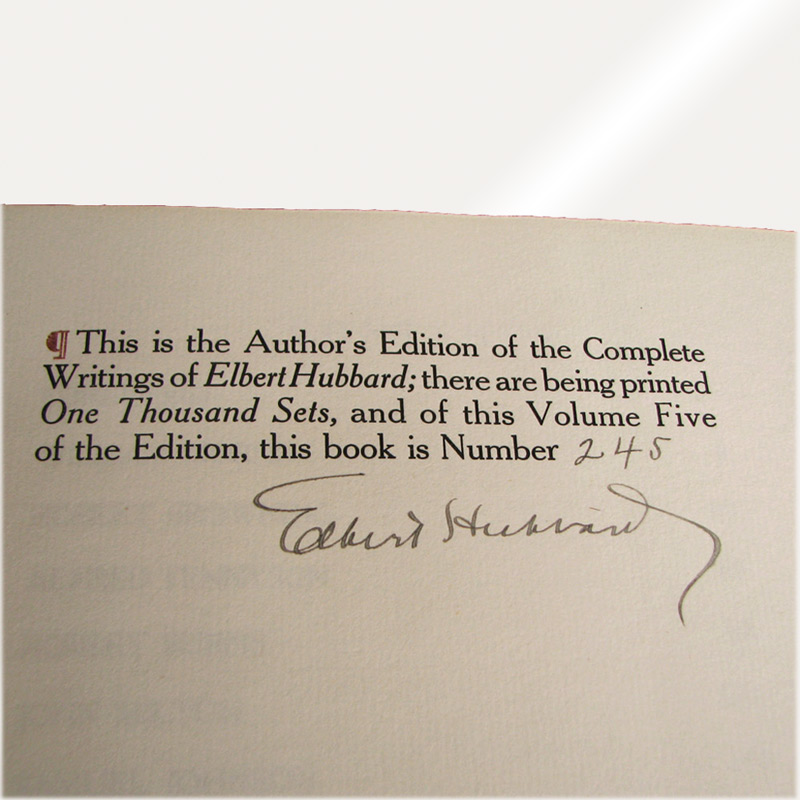 ¶ This is the Author's Edition of the Complete
Writings of Elbert Hubbard; there are being printed
One Thousand Sets, and of this Volume Five
of the Edition, this book is Number 245
Elbert Hubbard